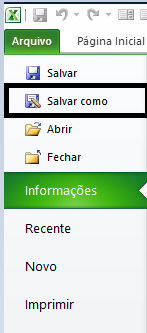 Arquivo Página Inicial
Salvar
Salvar como
Abrir
Fechar
Informações
Recente
Novo
Imprimir